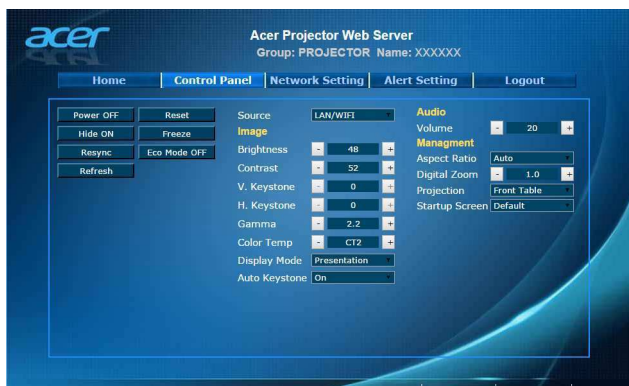 acer
Acer Projector Web Server
Group: PROJECTOR Name: XXXXXX
Home Control Panel Network Setting Alert Setting Logout
Power OFF Reset
Hide ON Freeze
Resync Eco Mode OFF
Refresh
Source LAN/WIFI
Image
Brightness - 48 +
Contrast - 52 +
V. Keystone - 0 +
H. Keystone - 0 +
Gamma - 2.2 +
Color Temp - CT2 +
Display Mode Presentation
Auto Keystone On
Audio
Volume - 20 +
Managment
Aspect Ratio Auto
Digital Zoom - 1.0 +
Projection Front Table
Startup Screen Default